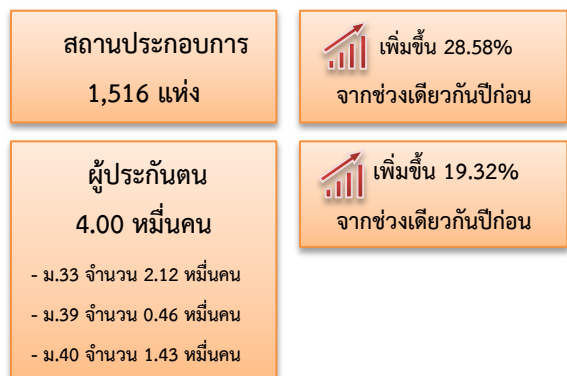 สถานประกอบการ
1,516 แห่ง
เพิ่มขึ้น 28.58%
จากช่วงเดียวกันปีก่อน
ผู้ประกันตน
4.00 หมื่นคน
- ม.33 จำนวน 2.12 หมื่นคน
- ม.39 จำนวน 0.46 หมื่นคน
- ม.40 จำนวน 1.43 หมื่นคน
เพิ่มขึ้น 19.32%
จากช่วงเดียวกันปีก่อน